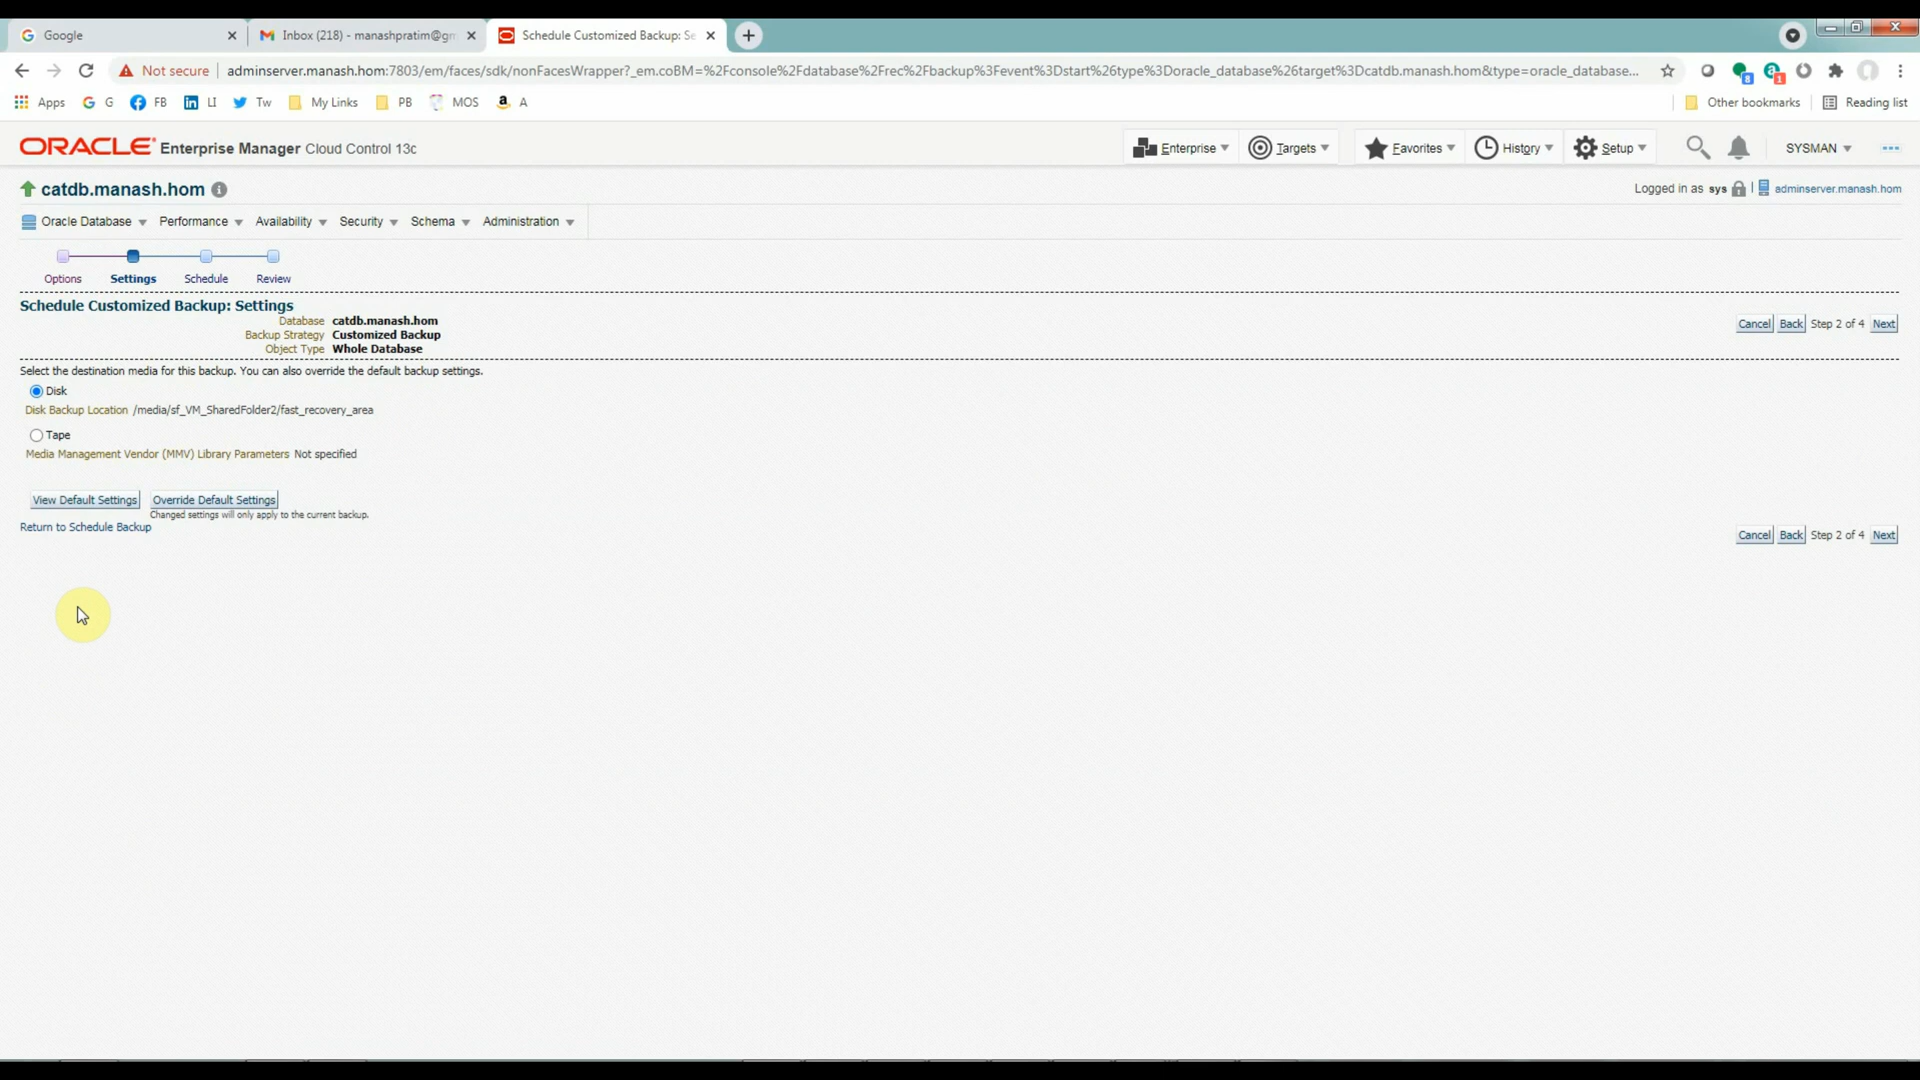 Google
Inbox (218) - manashpratim@gm
Schedule Customized Backup: Se
Not secure
adminserver.manash.hom:7803/em/faces/sdk/nonFacesWrapper?_em.coBM=%2Fconsole%2Fdatabase%2Frec%2Fbackup%3Fevent%3Dstart%26type%3Doracle_database%26target%3Dcatdb.manash.hom&type=oracle_database...
8
a
1
Apps G G FB LI Tw My Links PB MOS a A Other bookmarks Reading list
ORACLE Enterprise Manager Cloud Control 13c
Enterprise Targets Favorites History Setup SYSMAN
catdb.manash.hom
Logged in as sys adminserver.manash.hom
Oracle Database Performance Availability Security Schema Administration
Options Settings Schedule Review
Schedule Customized Backup: Settings
Database catdb.manash.hom
Backup Strategy Customized Backup
Object Type Whole Database
Cancel Back Step 2 of 4 Next
Select the destination media for this backup. You can also override the default backup settings.
Disk
Disk Backup Location /media/sf_VM_SharedFolder2/fast_recovery_area
Tape
Media Management Vendor (MMV) Library Parameters Not specified
View Default Settings Override Default Settings
Changed settings will only apply to the current backup.
Return to Schedule Backup
Cancel Back Step 2 of 4 Next